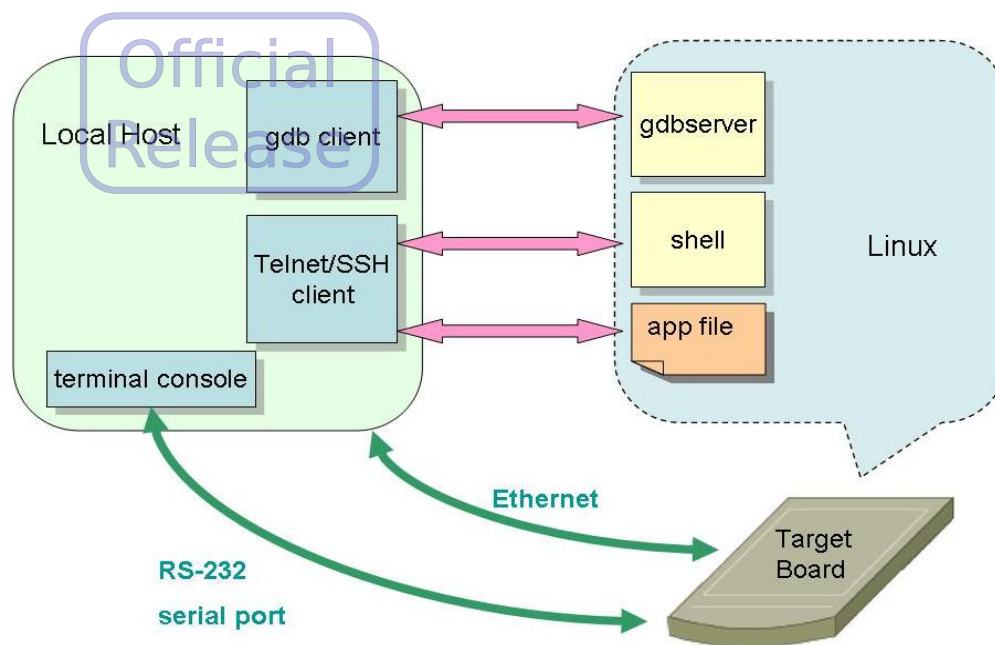 Official
Release
Local Host
gdb client
Telnet/SSH
client
terminal console
gdbserver
shell
app file
Linux
Ethernet
RS-232
serial port
Target
Board